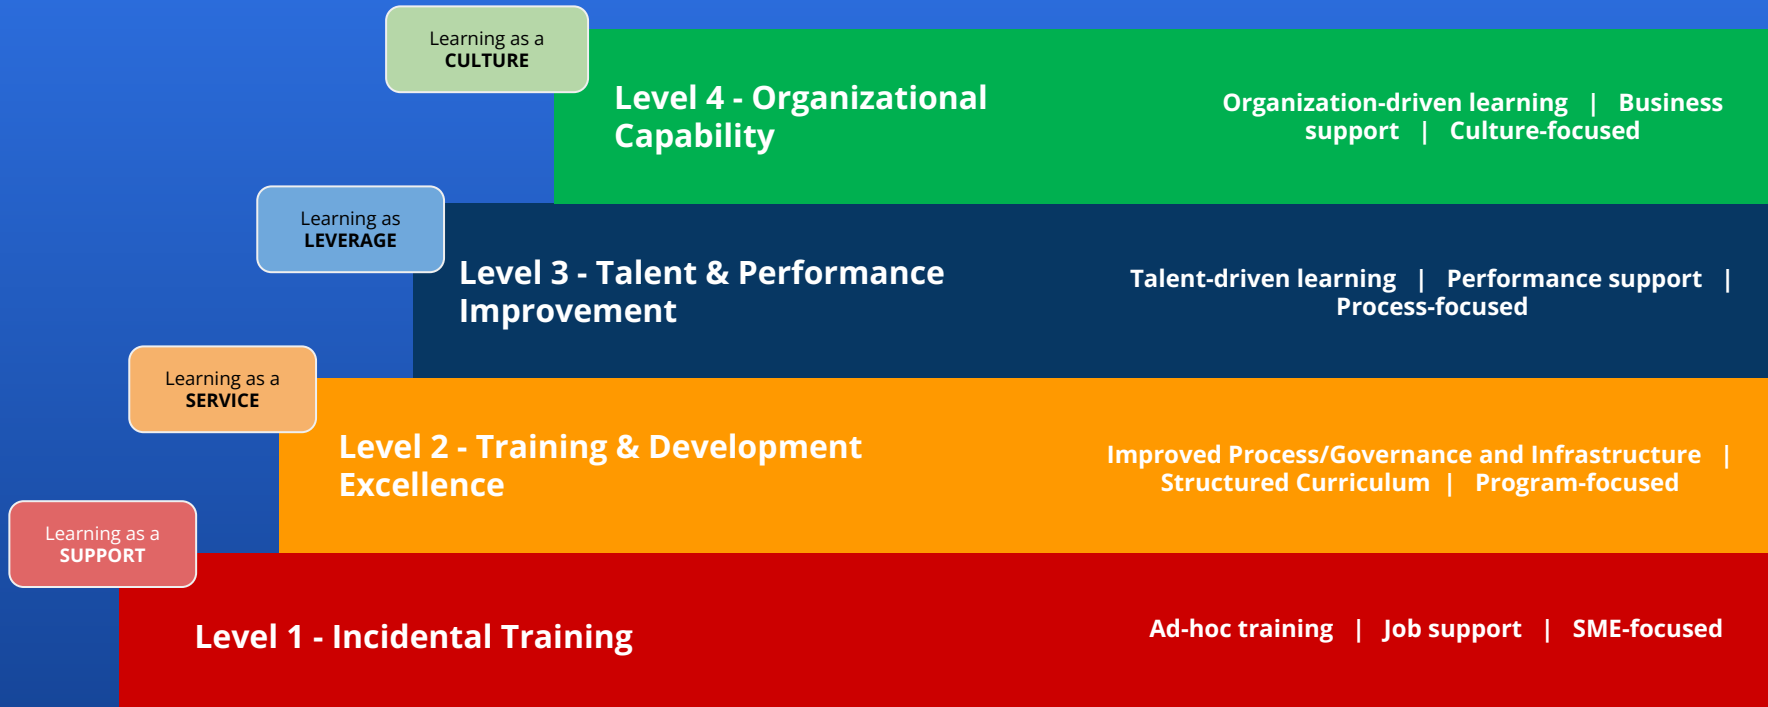 Learning as a
CULTURE
Level 4 - Organizational
Capability
Organization-driven learning | Business
support | Culture-focused
Learning as
LEVERAGE
Level 3 - Talent & Performance
Improvement
Talent-driven learning | Performance support |
Process-focused
Learning as a
SERVICE
Level 2 - Training & Development
Excellence
Improved Process/Governance and Infrastructure |
Structured Curriculum | Program-focused
Learning as a
SUPPORT
Level 1 - Incidental Training
Ad-hoc training | Job support | SME-focused